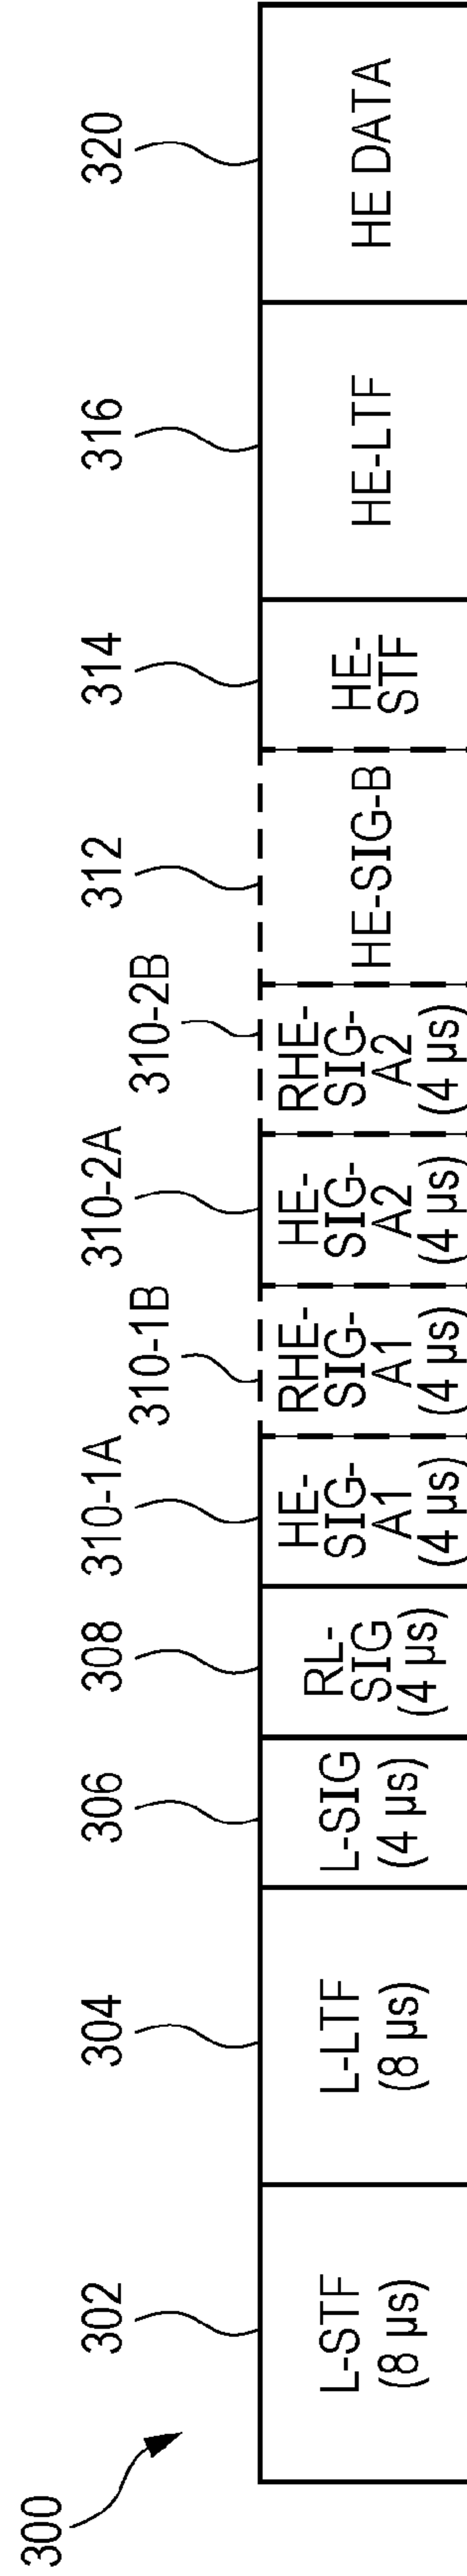 300
302
304
306
308
310-1A
310-1B
310-2A
310-2B
312
314
316
320
L-STF
(8 µs)
L-LTF
(8 µs)
L-SIG
(4 µs)
RL-
SIG
(4 µs)
HE-
SIG-
A1
(4 µs)
RHE-
SIG-
A1
(4 µs)
HE-
SIG-
A2
(4 µs)
RHE-
SIG-
A2
(4 µs)
HE-SIG-B
HE-
STF
HE-LTF
HE DATA